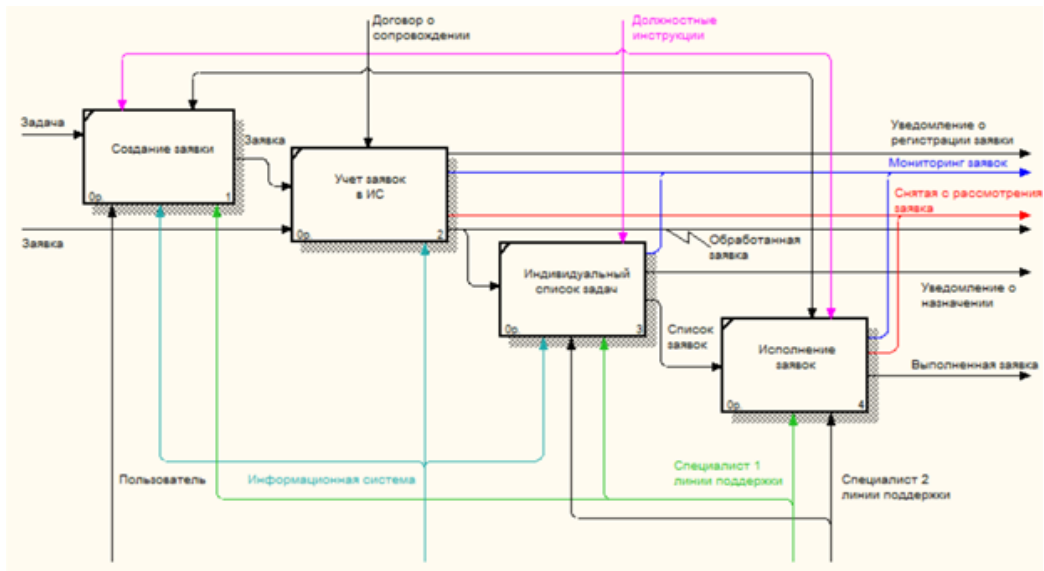 Договор о
сопровождении
Должностные
инструкции
Задача
Создание заявки
0р.
1
Заявка
Учет заявок
в ИС
0р.
2
Заявка
Уведомление о
регистрации заявки
Мониторинг заявок
Снятая с рассмотрения
заявка
Обработанная
заявка
Индивидуальный
список задач
0р.
3
Уведомление о
назначении
Список
заявок
Исполнение
заявок
0р.
4
Выполненная заявка
Пользователь
Информационная система
Специалист 1
линии поддержки
Специалист 2
линии поддержки